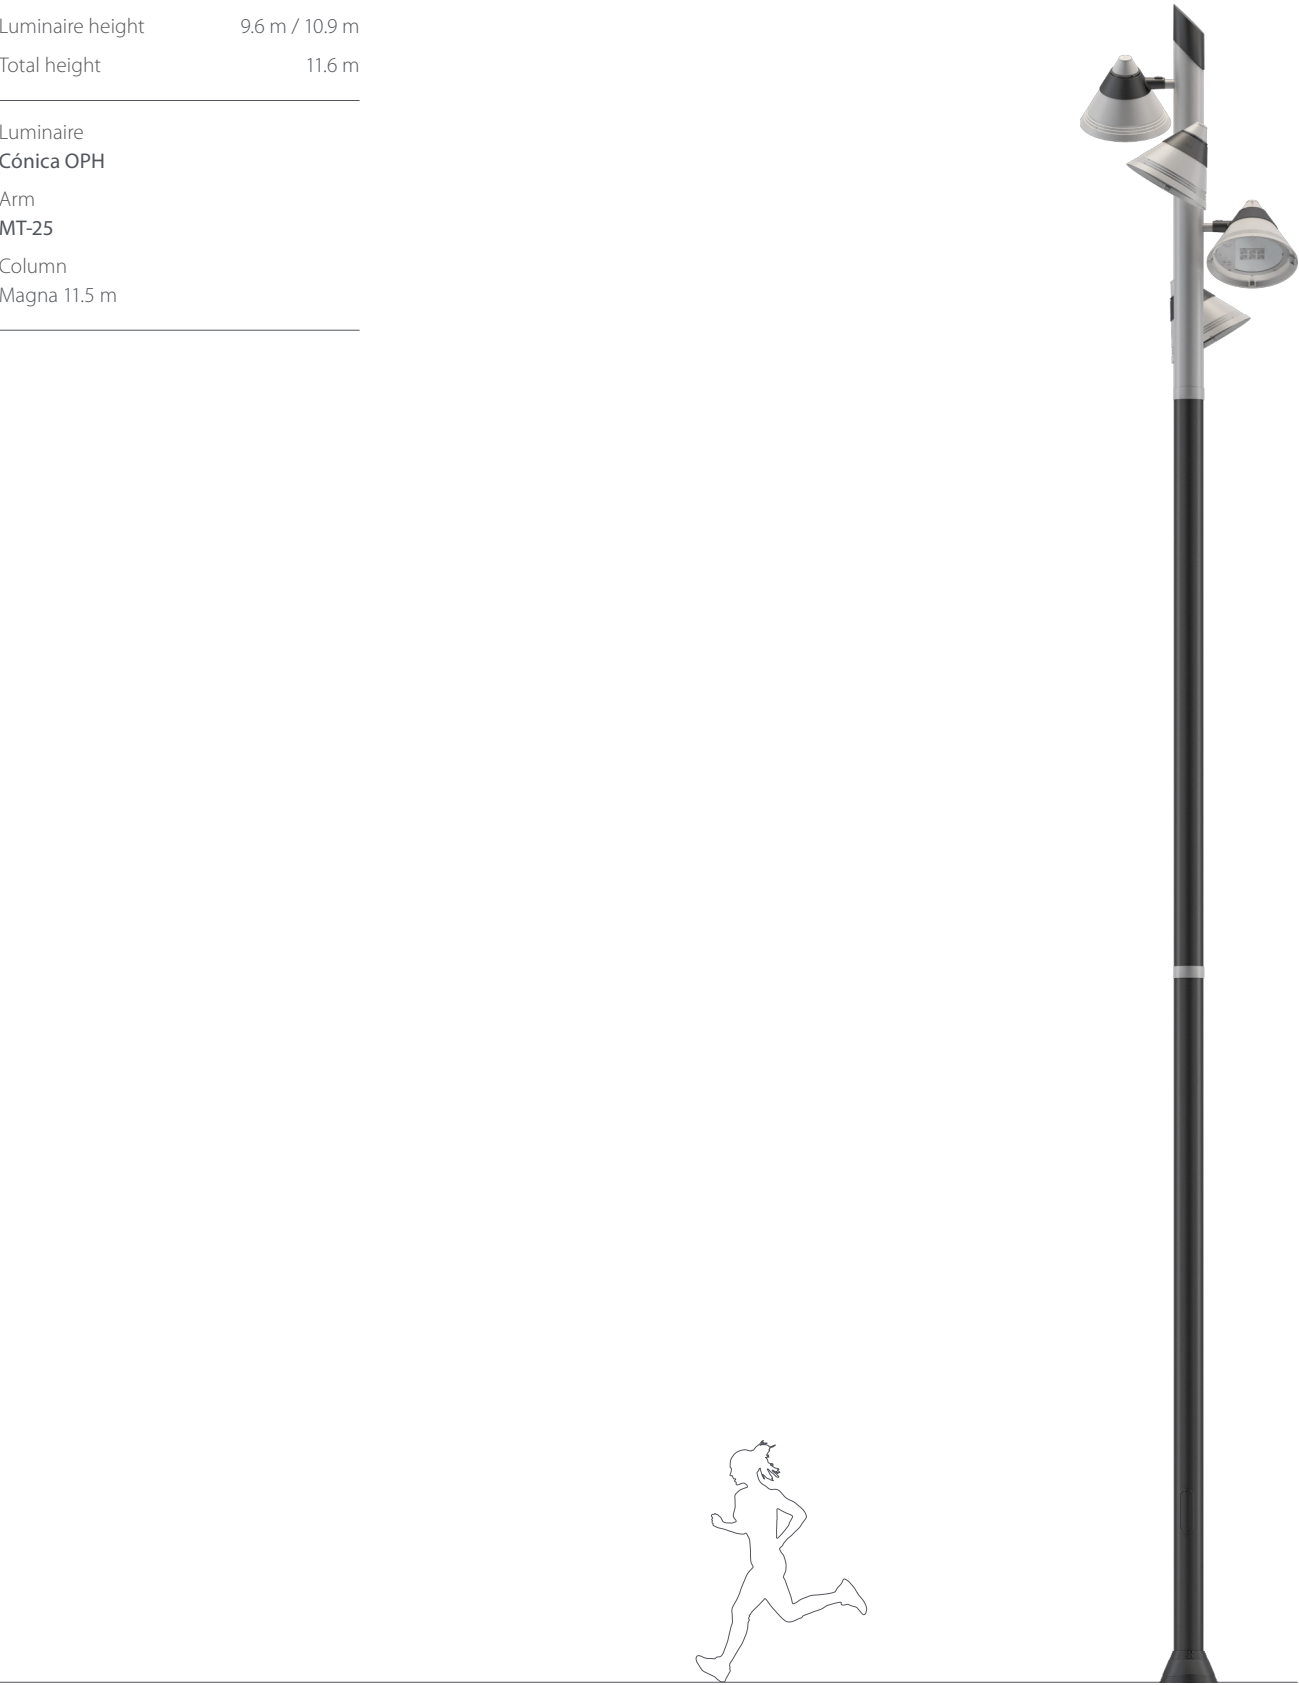 Luminaire height 9.6 m / 10.9 m
Total height 11.6 m
Luminaire
Cónica OPH
Arm
MT-25
Column
Magna 11.5 m